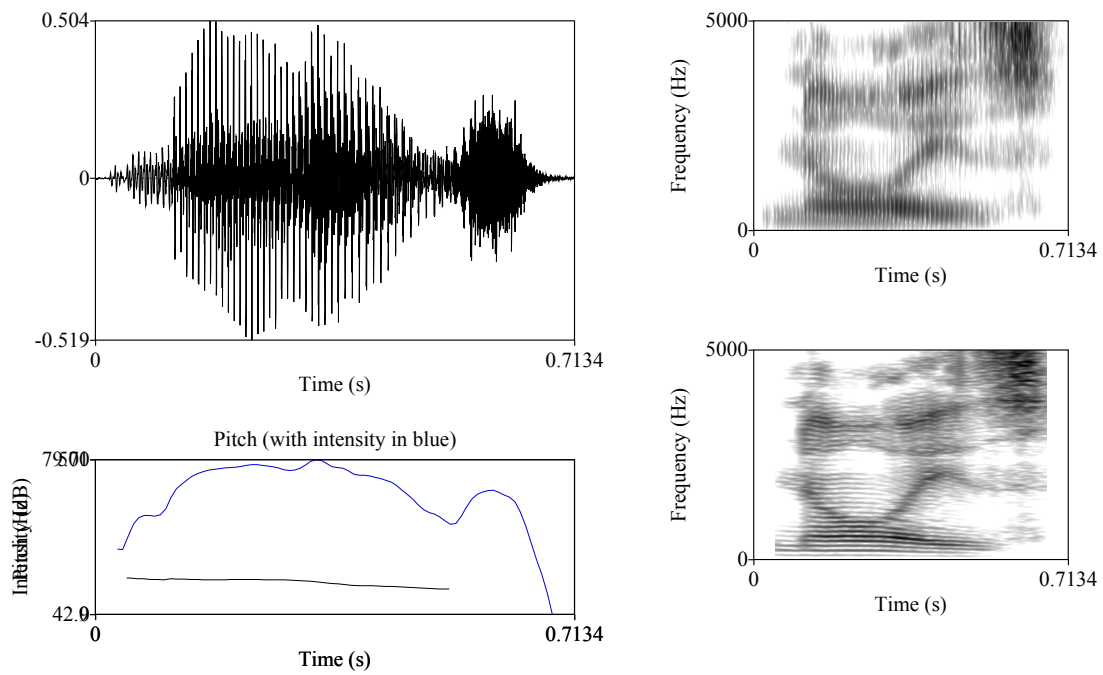 0.504
0
-0.519
0 0.7134
Time (s)
5000
Frequency (Hz)
0
0 0.7134
Time (s)
Pitch (with intensity in blue)
0
0 0.7134
Time (s)
5000
Frequency (Hz)
0
0 0.7134
Time (s)